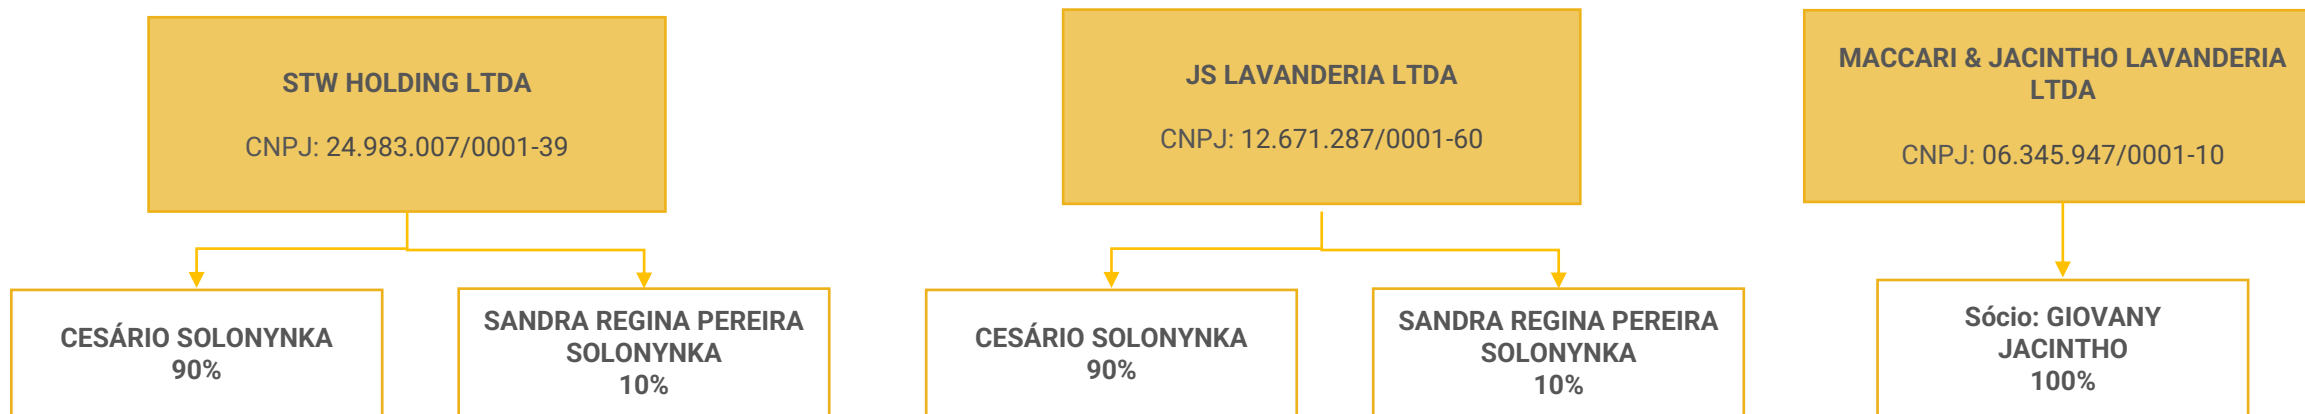 STW HOLDING LTDA
CNPJ: 24.983.007/0001-39
JS LAVANDERIA LTDA
CNPJ: 12.671.287/0001-60
MACCARI & JACINTHO LAVANDERIA
LTDA
CNPJ: 06.345.947/0001-10
CESÁRIO SOLONYNKA
90%
SANDRA REGINA PEREIRA
SOLONYNKA
10%
CESÁRIO SOLONYNKA
90%
SANDRA REGINA PEREIRA
SOLONYNKA
10%
Sócio: GIOVANY
JACINTHO
100%